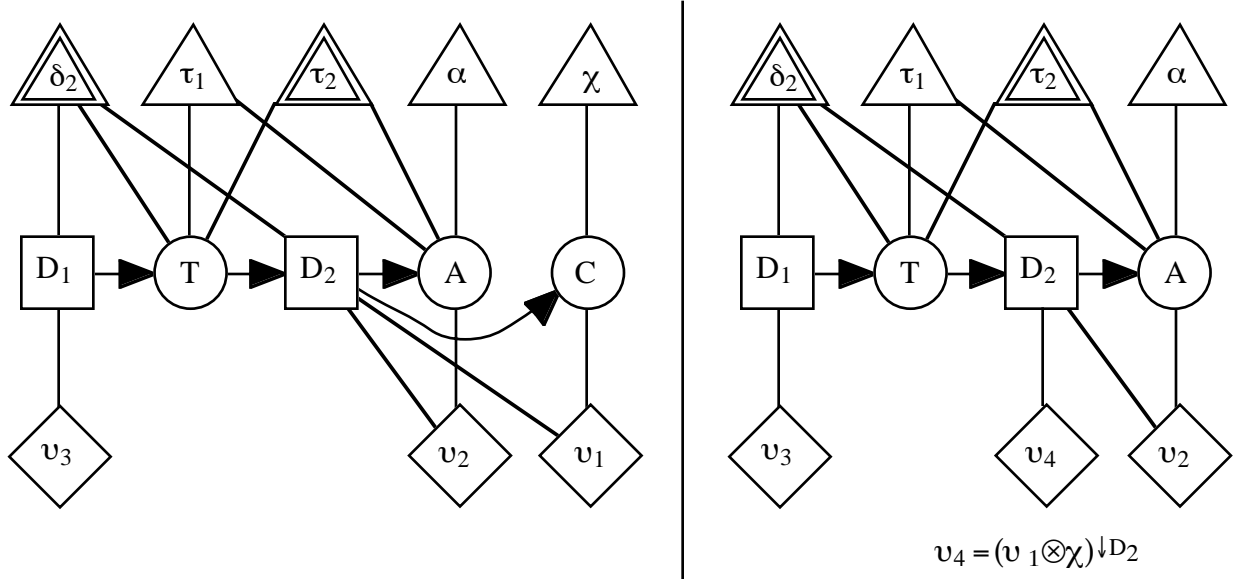 δ₂ τ₁ τ₂ α χ
D₁ T D₂ A C
υ₃ υ₂ υ₁
δ₂ τ₁ τ₂ α
D₁ T D₂ A
υ₃ υ₄ υ₂
υ₄ = (υ ₁⊗χ)↓D₂